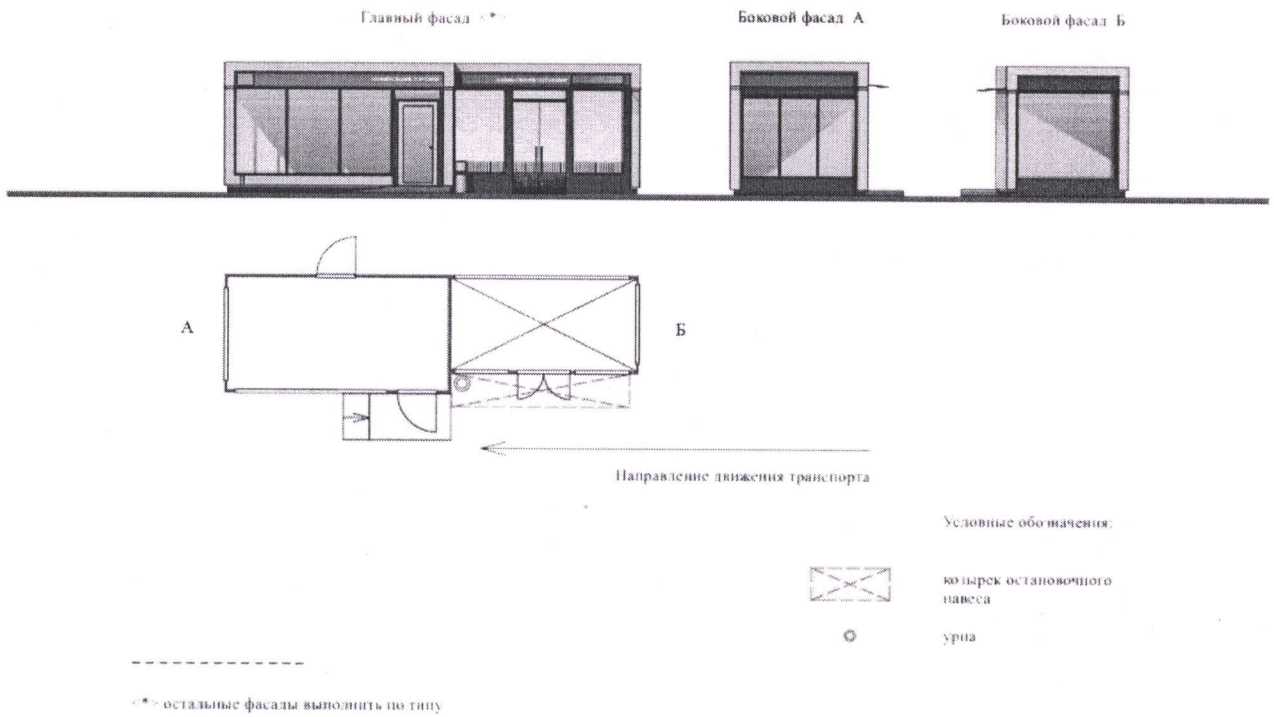 Главный фасад <*>
Боковой фасад А
Боковой фасад Б
А
Б
Направление движения транспорта
Условные обозначения:
козырек остановочного
навеса
урна
<*> остальные фасады выполнить по типу